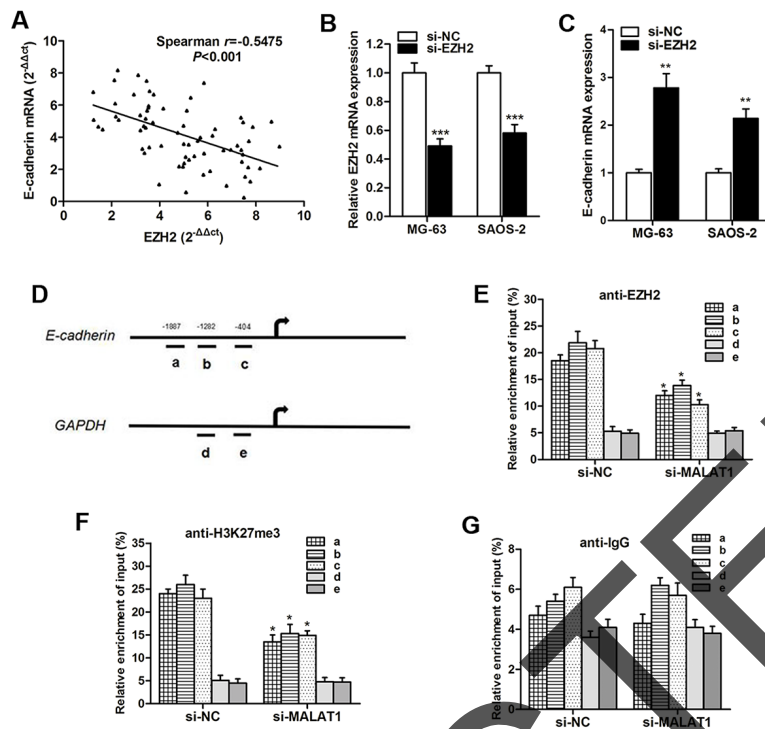 A
Spearman r=-0.5475
P<0.001
E-cadherin mRNA (2^-ΔΔct)
10
8
6
4
2
0
0 2 4 6 8 10
EZH2 (2^-ΔΔct)
B
si-NC
si-EZH2
Relative EZH2 mRNA expression
1.2
1.0
0.8
0.6
0.4
0.2
0.0
*** ***
MG-63 SAOS-2
C
si-NC
si-EZH2
E-cadherin mRNA expression
4
3
2
1
0
** **
MG-63 SAOS-2
D
-1887 -1282 -404
E-cadherin
a b c
GAPDH
d e
E
anti-EZH2
Relative enrichment of input (%)
30
25
20
15
10
5
0
a
b
c
d
e
* * *
si-NC si-MALAT1
F
anti-H3K27me3
Relative enrichment of input (%)
40
35
30
25
20
15
10
5
0
a
b
c
d
e
* * *
si-NC si-MALAT1
G
anti-IgG
Relative enrichment of input (%)
8
6
4
2
0
a
b
c
d
e
si-NC si-MALAT1